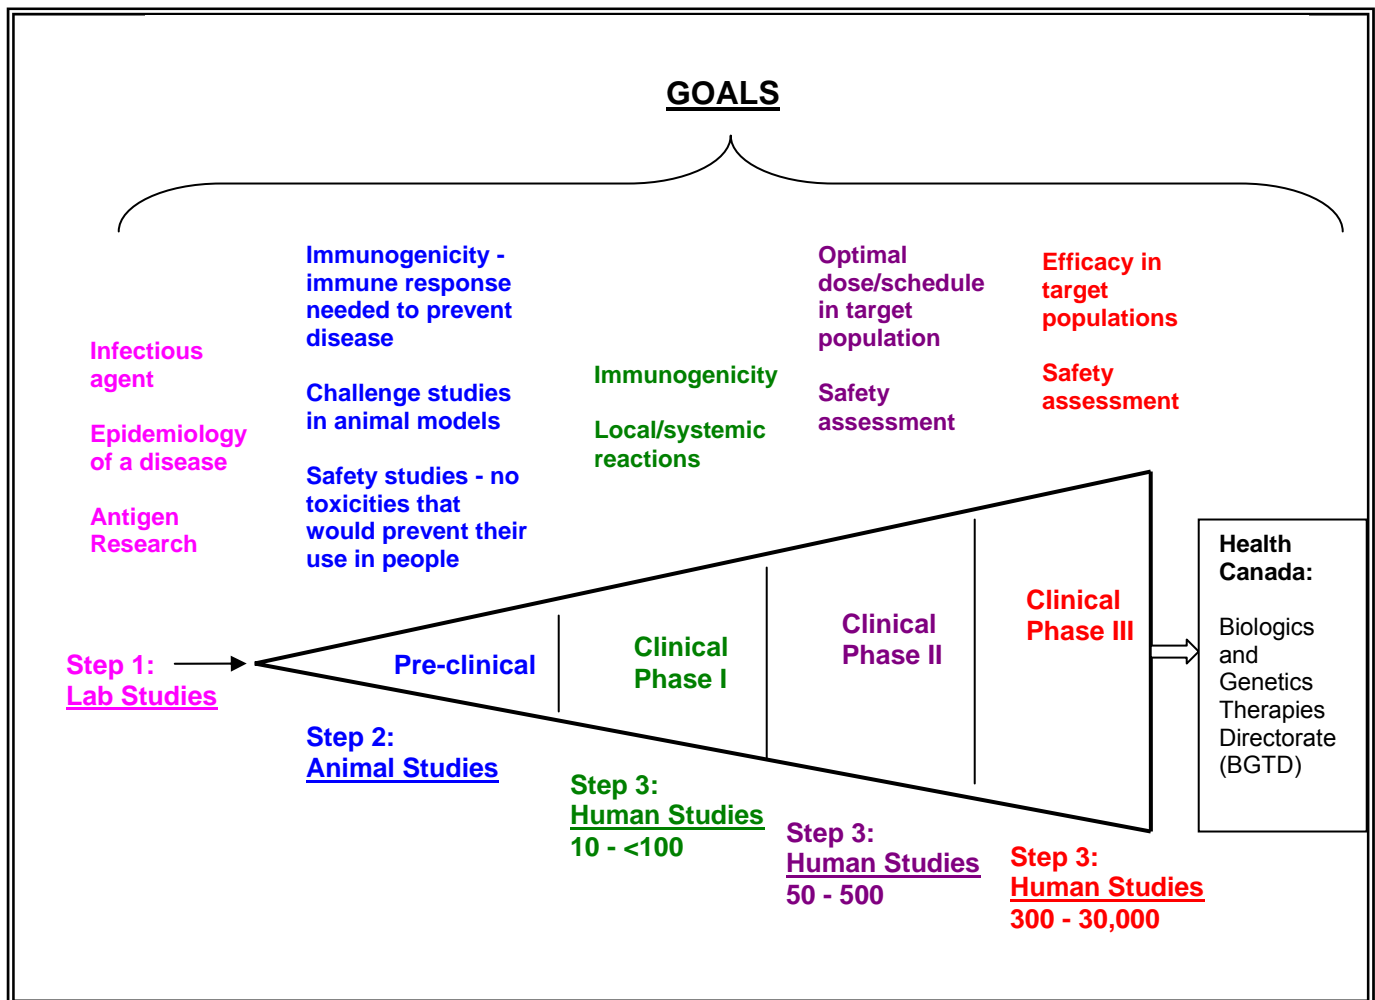 GOALS
Infectious
agent
Epidemiology
of a disease
Antigen
Research
Immunogenicity -
immune response
needed to prevent
disease
Challenge studies
in animal models
Safety studies - no
toxicities that
would prevent their
use in people
Immunogenicity
Local/systemic
reactions
Optimal
dose/schedule
in target
population
Safety
assessment
Efficacy in
target
populations
Safety
assessment
Step 1:
Lab Studies
Pre-clinical
Clinical
Phase I
Clinical
Phase II
Clinical
Phase III
Step 2:
Animal Studies
Step 3:
Human Studies
10 - <100
Step 3:
Human Studies
50 - 500
Step 3:
Human Studies
300 - 30,000
Health
Canada:
Biologics
and
Genetics
Therapies
Directorate
(BGTD)